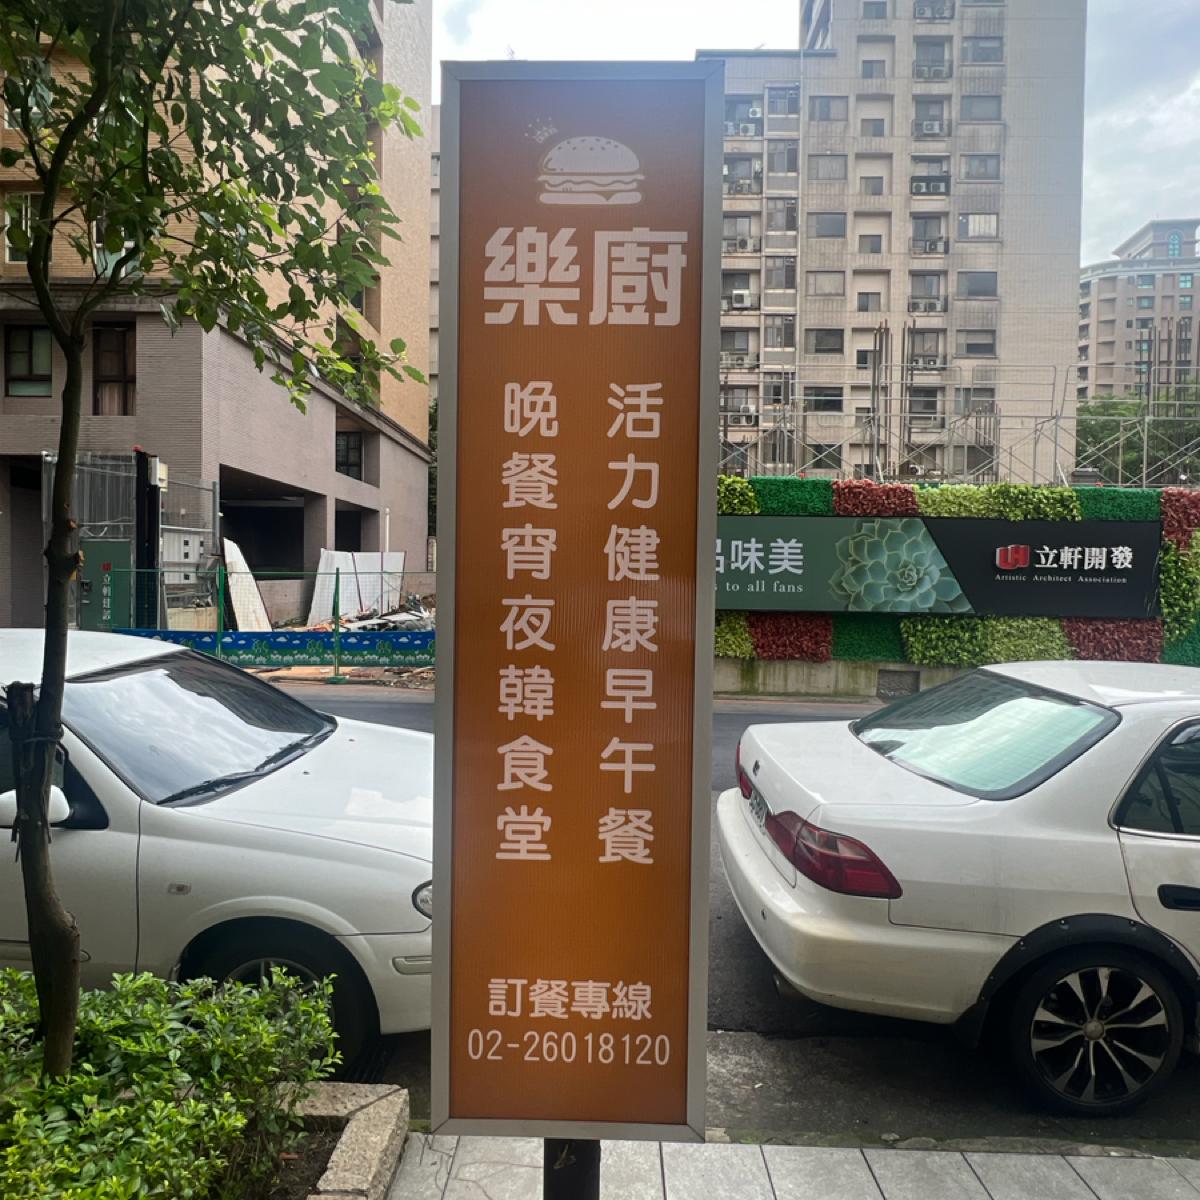 樂廚
活力健康早午餐
晚餐宵夜韓食堂
訂餐專線
02-26018120
味美
to all fans
立軒開發
Artistic Architect Association